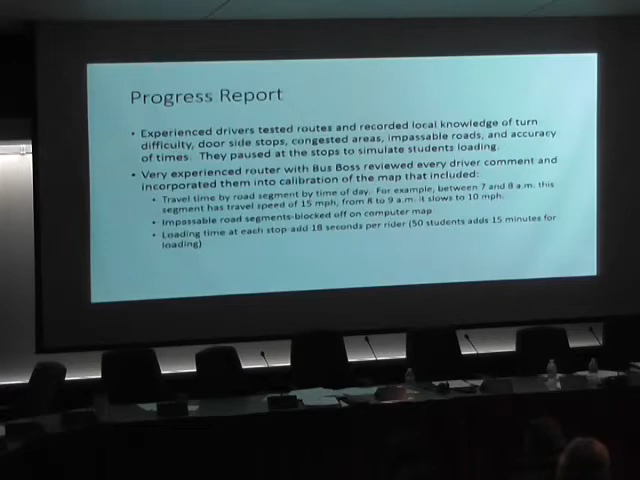 Progress Report
• Experienced drivers tested routes and recorded local knowledge of turn
difficulty, door side stops, congested areas, impassable roads, and accuracy
of times. They paused at the stops to simulate students loading.
• Very experienced router with Bus Boss reviewed every driver comment and
incorporated them into calibration of the map that included:
• Travel time by road segment by time of day. For example, between 7 and 8 a.m. this
segment has travel speed of 15 mph, from 8 to 9 a.m. it slows to 10 mph.
• Impassable road segments-blocked off on computer map
• Loading time at each stop-add 18 seconds per rider (50 students adds 15 minutes for
loading)